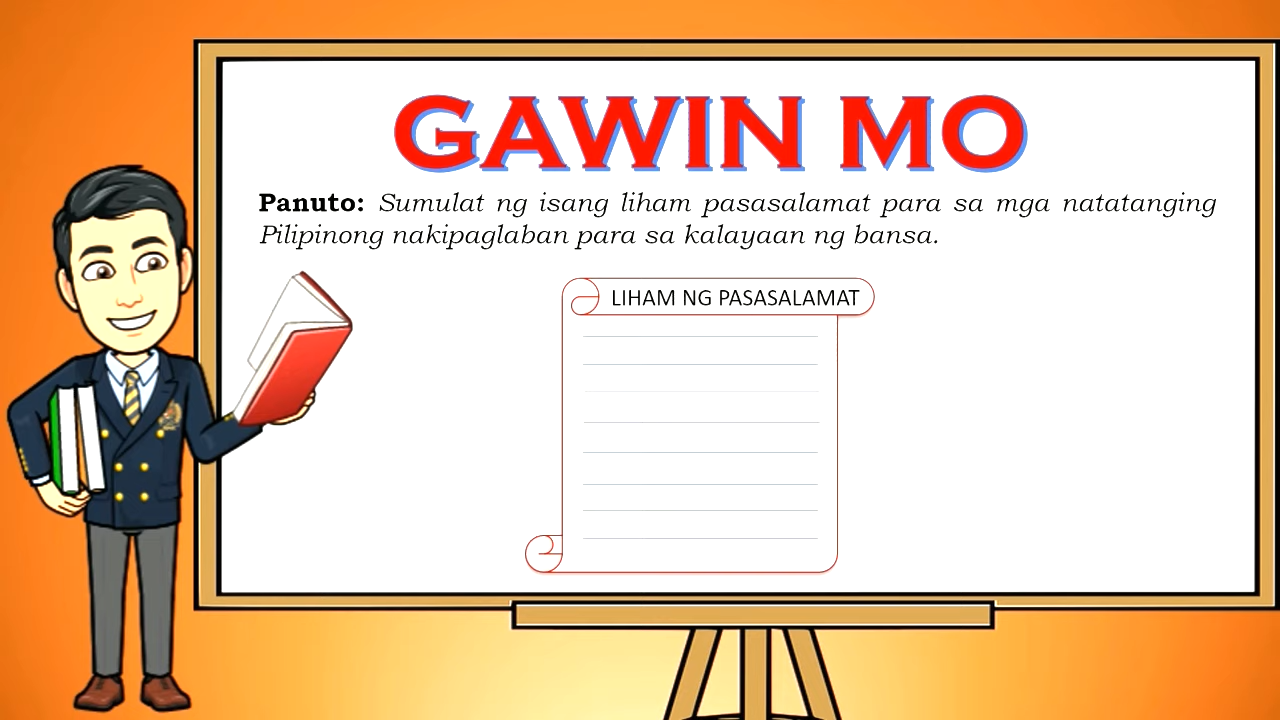 GAWIN MO
Panuto: Sumulat ng isang liham pasasalamat para sa mga natatanging
Pilipinong nakipaglaban para sa kalayaan ng bansa.
LIHAM NG PASASALAMAT